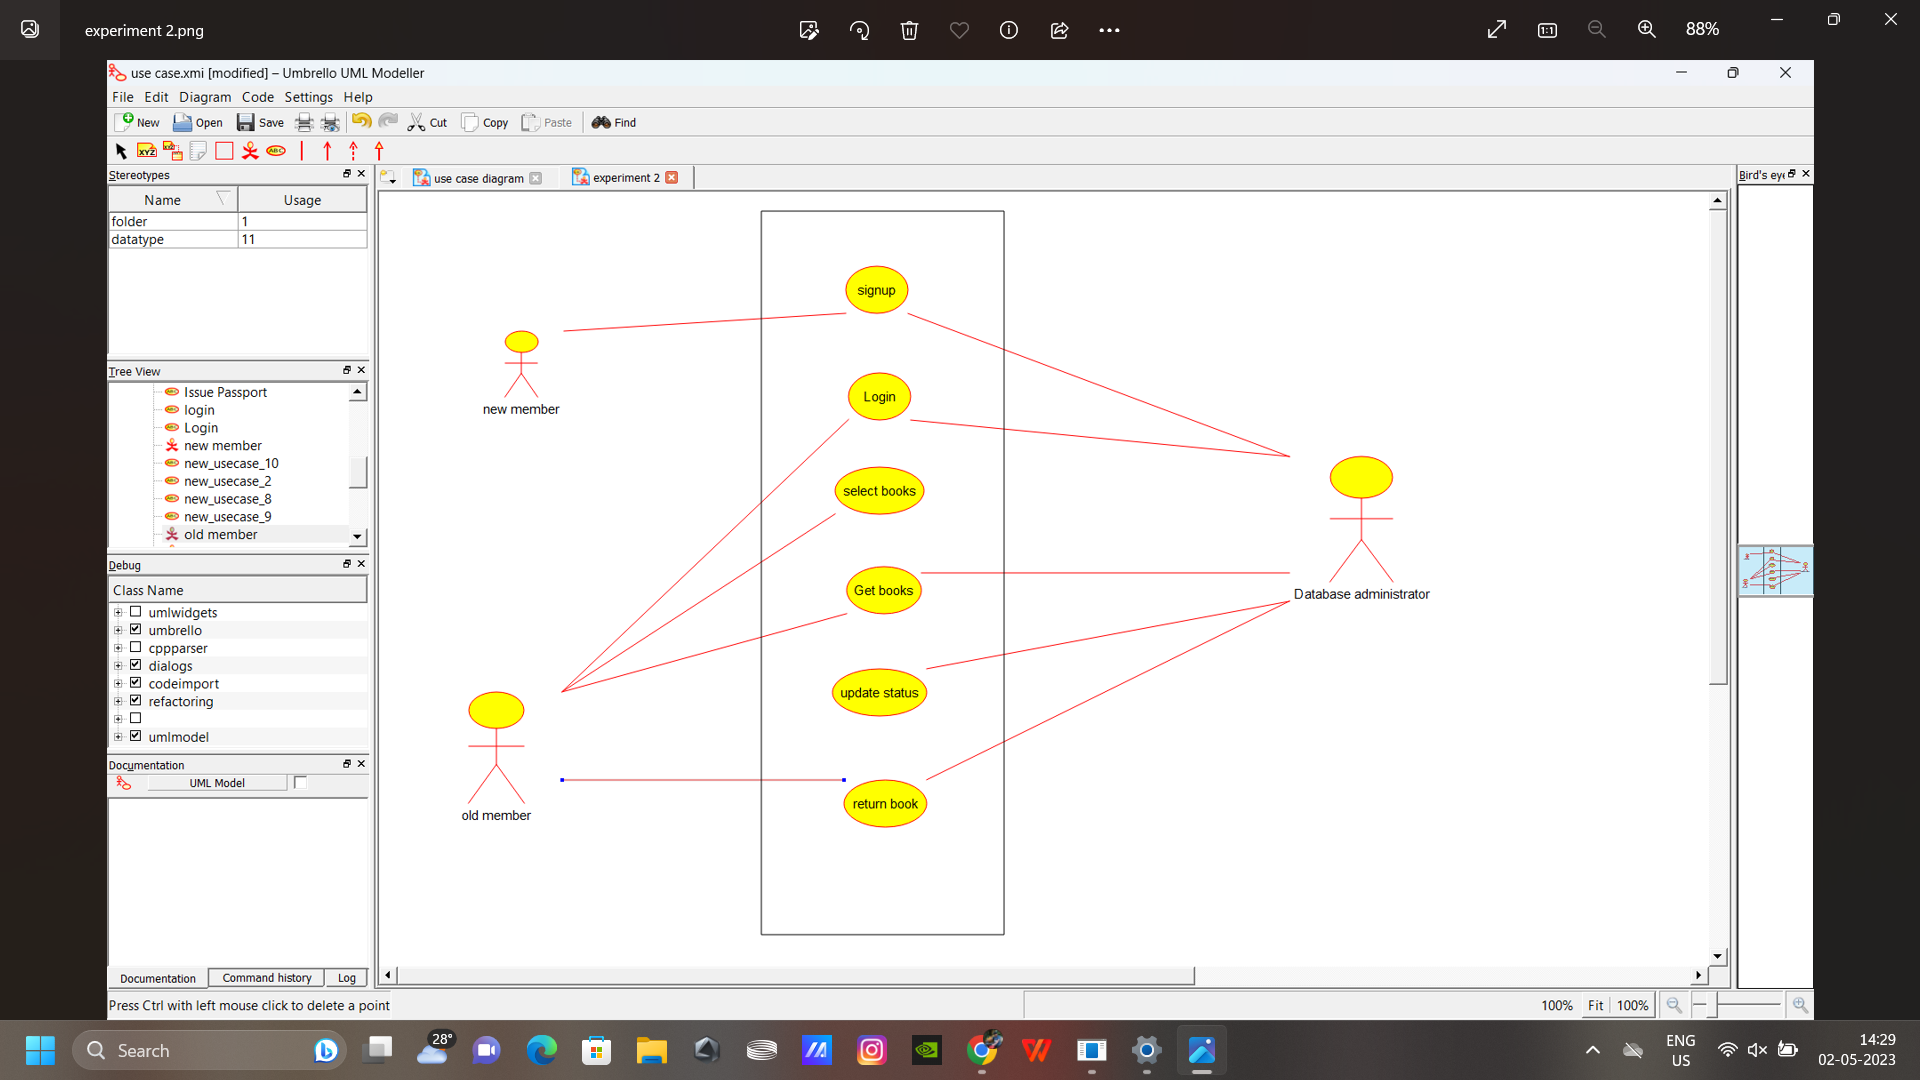 experiment 2.png
88%
use case.xmi [modified] – Umbrello UML Modeller
File Edit Diagram Code Settings Help
New Open Save Cut Copy Paste Find
XYZ XYZ ABC
Stereotypes
Name Usage
folder 1
datatype 11
Tree View
Issue Passport
login
Login
new member
new_usecase_10
new_usecase_2
new_usecase_8
new_usecase_9
old member
Debug
Class Name
umlwidgets
umbrello
cppparser
dialogs
codeimport
refactoring
umlmodel
Documentation
UML Model
Documentation Command history Log
use case diagram experiment 2
signup
new member
Login
select books
Get books
Database administrator
update status
old member
return book
Bird's eye
Press Ctrl with left mouse click to delete a point
100% Fit 100%
Search
28°
ENG
US
14:29
02-05-2023